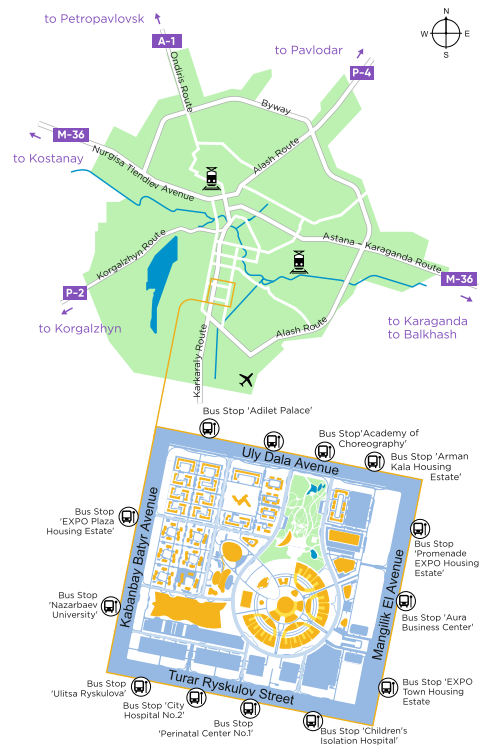 to Petropavlovsk
N
W
E
S
A-1
to Pavlodar
P-4
Ondiris Route
Byway
M-36
to Kostanay
Nurgisa Tlendiev Avenue
Alash Route
Korgalzhyn Route
Astana - Karaganda Route
M-36
P-2
to Korgalzhyn
to Karaganda
to Balkhash
Alash Route
Karkaraly Route
Bus Stop 'Adilet Palace'
Bus Stop'Academy of
Choreography'
Uly Dala Avenue
Bus Stop 'Arman
Kala Housing
Estate'
Bus Stop
'EXPO Plaza
Housing Estate'
Kabanbay Batyr Avenue
Bus Stop
'Promenade
EXPO Housing
Estate'
Mangilik El Avenue
Bus Stop
'Nazarbaev
University'
Bus Stop 'Aura
Business Center'
Turar Ryskulov Street
Bus Stop
'Ulitsa Ryskulova'
Bus Stop 'City
Hospital No.2'
Bus Stop
'Perinatal Center No.1'
Bus Stop 'Children's
Isolation Hospital'
Bus Stop 'EXPO
Town Housing
Estate